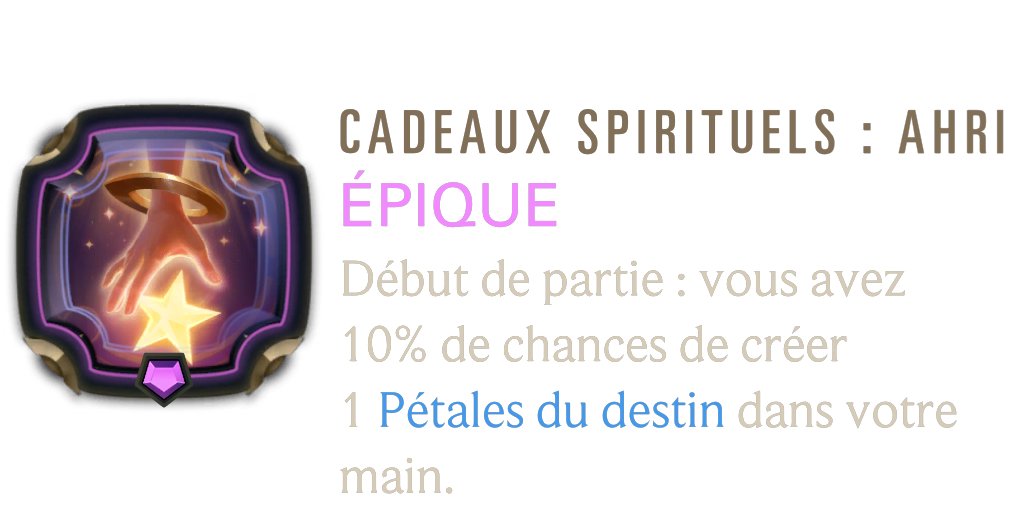 CADEAUX SPIRITUELS : AHRI
ÉPIQUE
Début de partie : vous avez
10% de chances de créer
1 Pétales du destin dans votre
main.